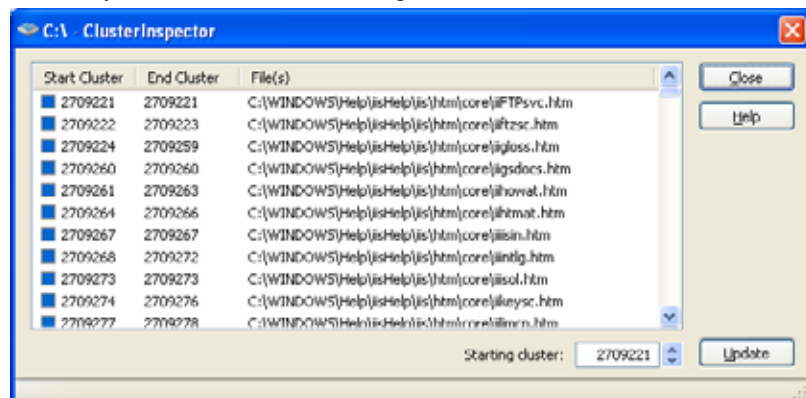 C:\ - ClusterInspector
Start Cluster End Cluster File(s)
2709221 2709221 C:\WINDOWS\Help\iisHelp\iis\htm\core\iiFTPsvc.htm
2709222 2709223 C:\WINDOWS\Help\iisHelp\iis\htm\core\iiftzsc.htm
2709224 2709259 C:\WINDOWS\Help\iisHelp\iis\htm\core\iigloss.htm
2709260 2709260 C:\WINDOWS\Help\iisHelp\iis\htm\core\iigsdocs.htm
2709261 2709263 C:\WINDOWS\Help\iisHelp\iis\htm\core\iihowat.htm
2709264 2709266 C:\WINDOWS\Help\iisHelp\iis\htm\core\iihtmat.htm
2709267 2709267 C:\WINDOWS\Help\iisHelp\iis\htm\core\iiisin.htm
2709268 2709272 C:\WINDOWS\Help\iisHelp\iis\htm\core\iiintlg.htm
2709273 2709273 C:\WINDOWS\Help\iisHelp\iis\htm\core\iiisol.htm
2709274 2709276 C:\WINDOWS\Help\iisHelp\iis\htm\core\iikeysc.htm
2709277 2709278
Close
Help
Starting cluster: 2709221
Update